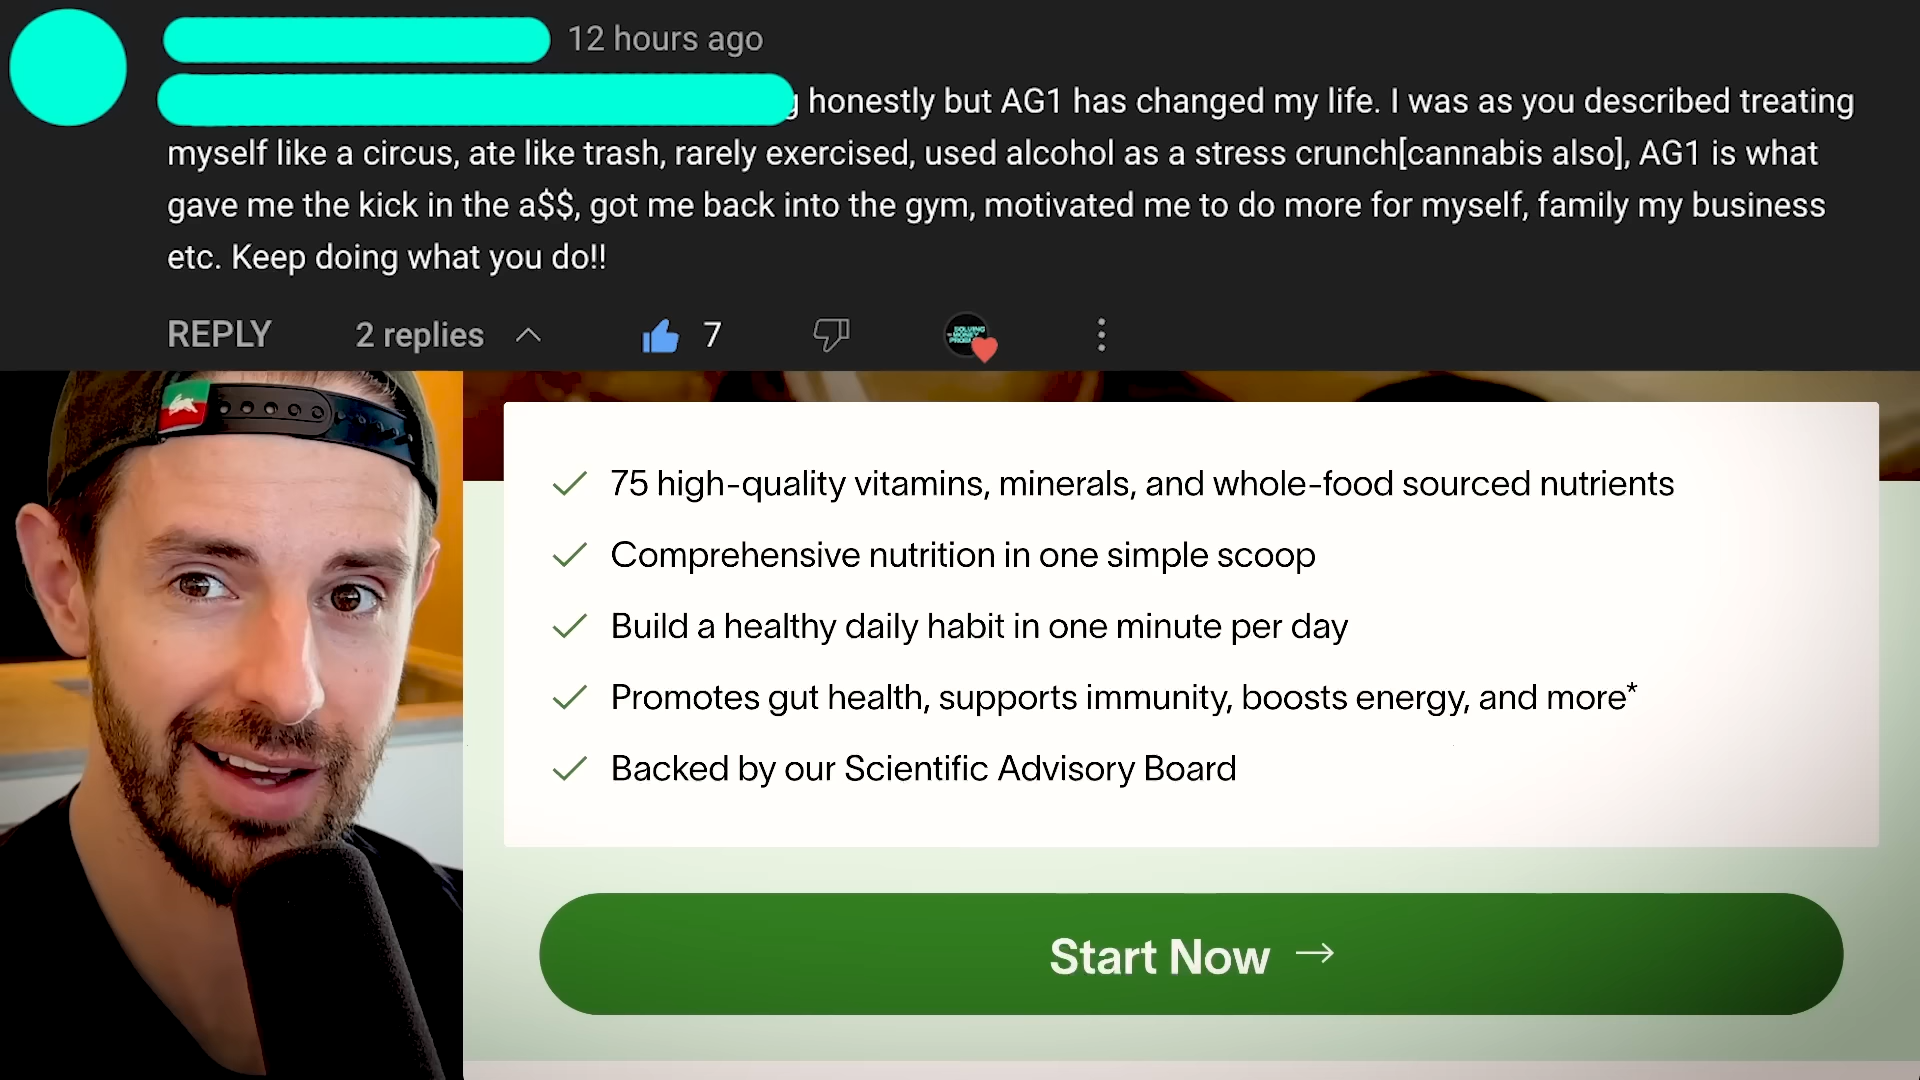 12 hours ago
honestly but AG1 has changed my life. I was as you described treating
myself like a circus, ate like trash, rarely exercised, used alcohol as a stress crunch[cannabis also], AG1 is what
gave me the kick in the a$$, got me back into the gym, motivated me to do more for myself, family my business
etc. Keep doing what you do!!
REPLY 2 replies 7
SOLVING
MONEY
75 high-quality vitamins, minerals, and whole-food sourced nutrients
Comprehensive nutrition in one simple scoop
Build a healthy daily habit in one minute per day
Promotes gut health, supports immunity, boosts energy, and more*
Backed by our Scientific Advisory Board
Start Now →